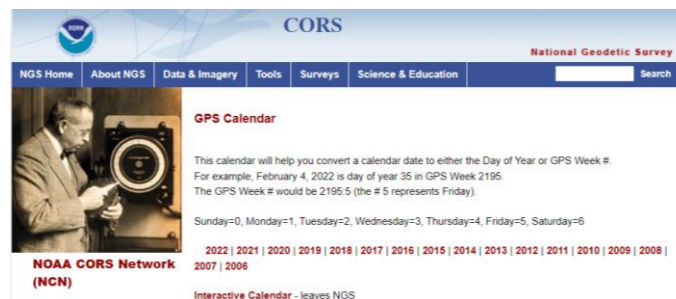 NOAA
CORS
National Geodetic Survey
NGS Home About NGS Data & Imagery Tools Surveys Science & Education Search
GPS Calendar
This calendar will help you convert a calendar date to either the Day of Year or GPS Week #.
For example, February 4, 2022 is day of year 35 in GPS Week 2195.
The GPS Week # would be 2195:5 (the # 5 represents Friday).
Sunday=0, Monday=1, Tuesday=2, Wednesday=3, Thursday=4, Friday=5, Saturday=6
2022 | 2021 | 2020 | 2019 | 2018 | 2017 | 2016 | 2015 | 2014 | 2013 | 2012 | 2011 | 2010 | 2009 | 2008 |
2007 | 2006
NOAA CORS Network
(NCN)
Interactive Calendar - leaves NGS